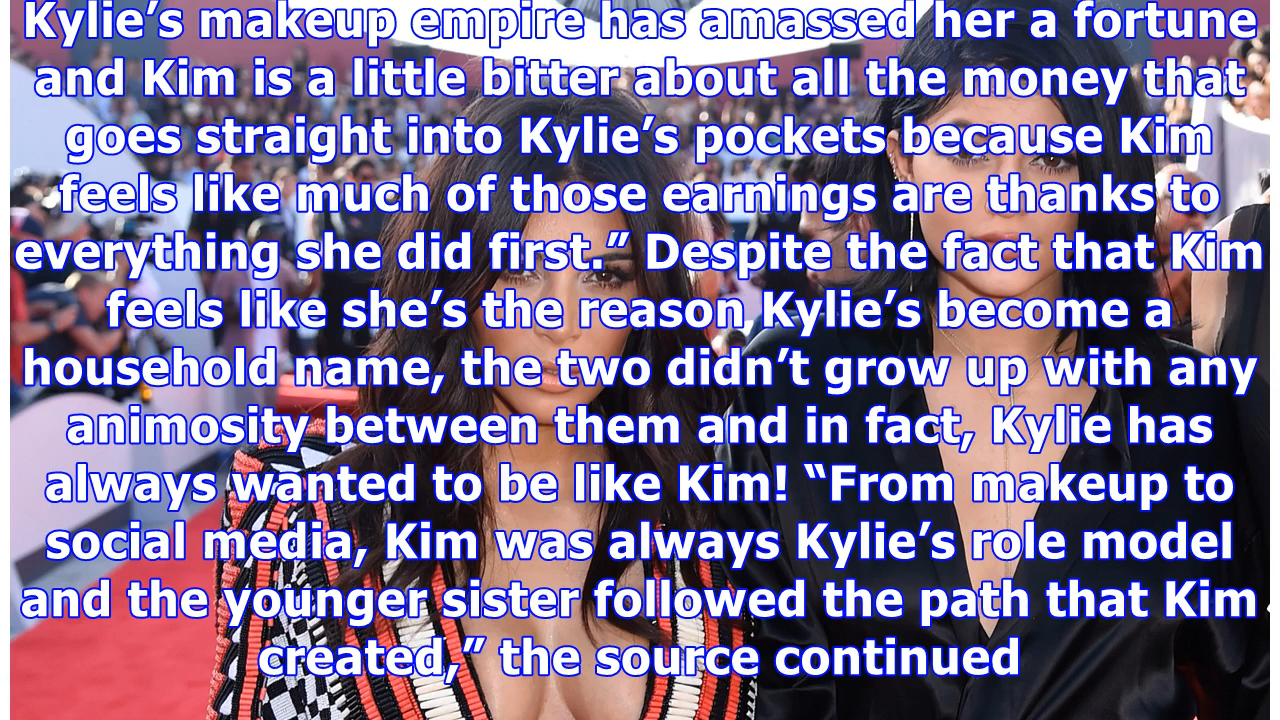 Kylie’s makeup empire has amassed her a fortune
and Kim is a little bitter about all the money that
goes straight into Kylie’s pockets because Kim
feels like much of those earnings are thanks to
everything she did first.” Despite the fact that Kim
feels like she’s the reason Kylie’s become a
household name, the two didn’t grow up with any
animosity between them and in fact, Kylie has
always wanted to be like Kim! “From makeup to
social media, Kim was always Kylie’s role model
and the younger sister followed the path that Kim
created,” the source continued